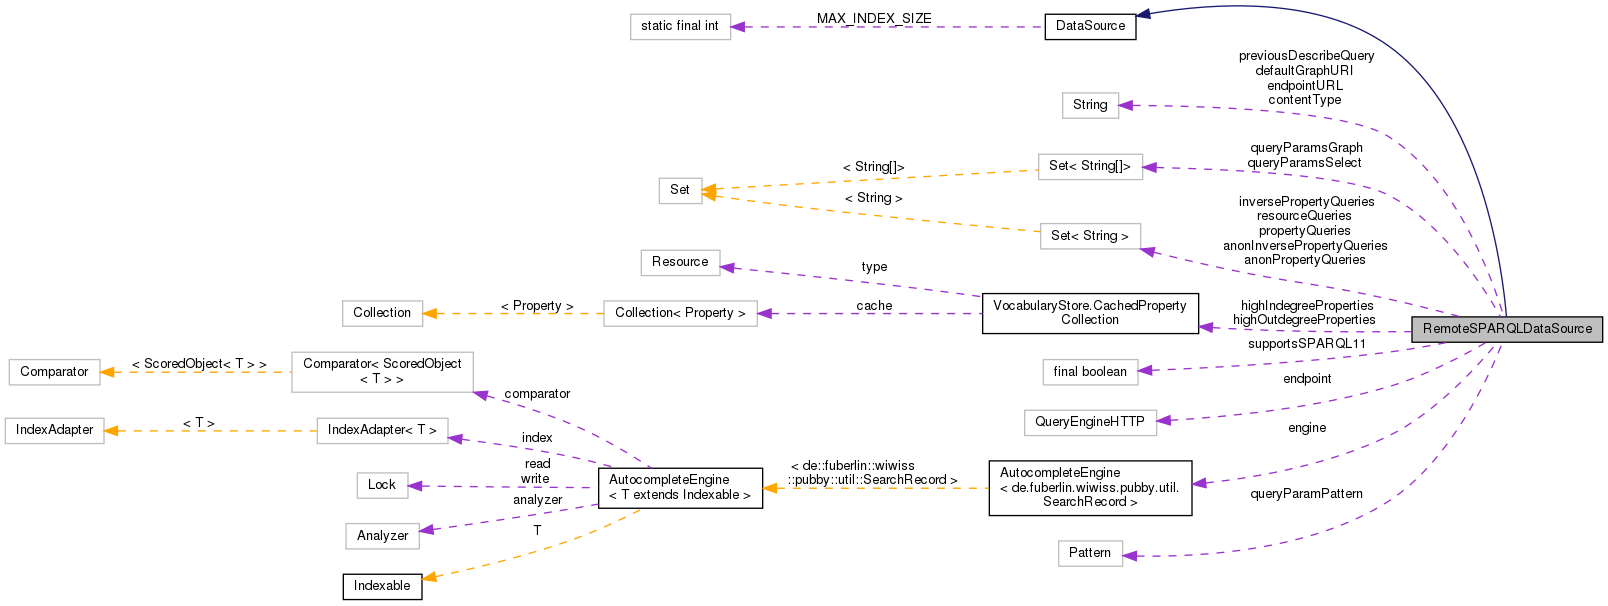 static final int
MAX_INDEX_SIZE
DataSource
previousDescribeQuery
defaultGraphURI
endpointURL
contentType
String
queryParamsGraph
queryParamsSelect
Set< String[]>
< String[]>
Set
< String >
Set< String >
inversePropertyQueries
resourceQueries
propertyQueries
anonInversePropertyQueries
anonPropertyQueries
Resource
type
VocabularyStore.CachedProperty
Collection
highIndegreeProperties
highOutdegreeProperties
RemoteSPARQLDataSource
Collection
< Property >
Collection< Property >
cache
supportsSPARQL11
final boolean
Comparator
< ScoredObject< T > >
Comparator< ScoredObject
< T > >
comparator
endpoint
QueryEngineHTTP
IndexAdapter
< T >
IndexAdapter< T >
index
engine
Lock
read
write
AutocompleteEngine
< T extends Indexable >
< de::fuberlin::wiwiss
::pubby::util::SearchRecord >
AutocompleteEngine
< de.fuberlin.wiwiss.pubby.util.
SearchRecord >
queryParamPattern
analyzer
Analyzer
T
Pattern
Indexable